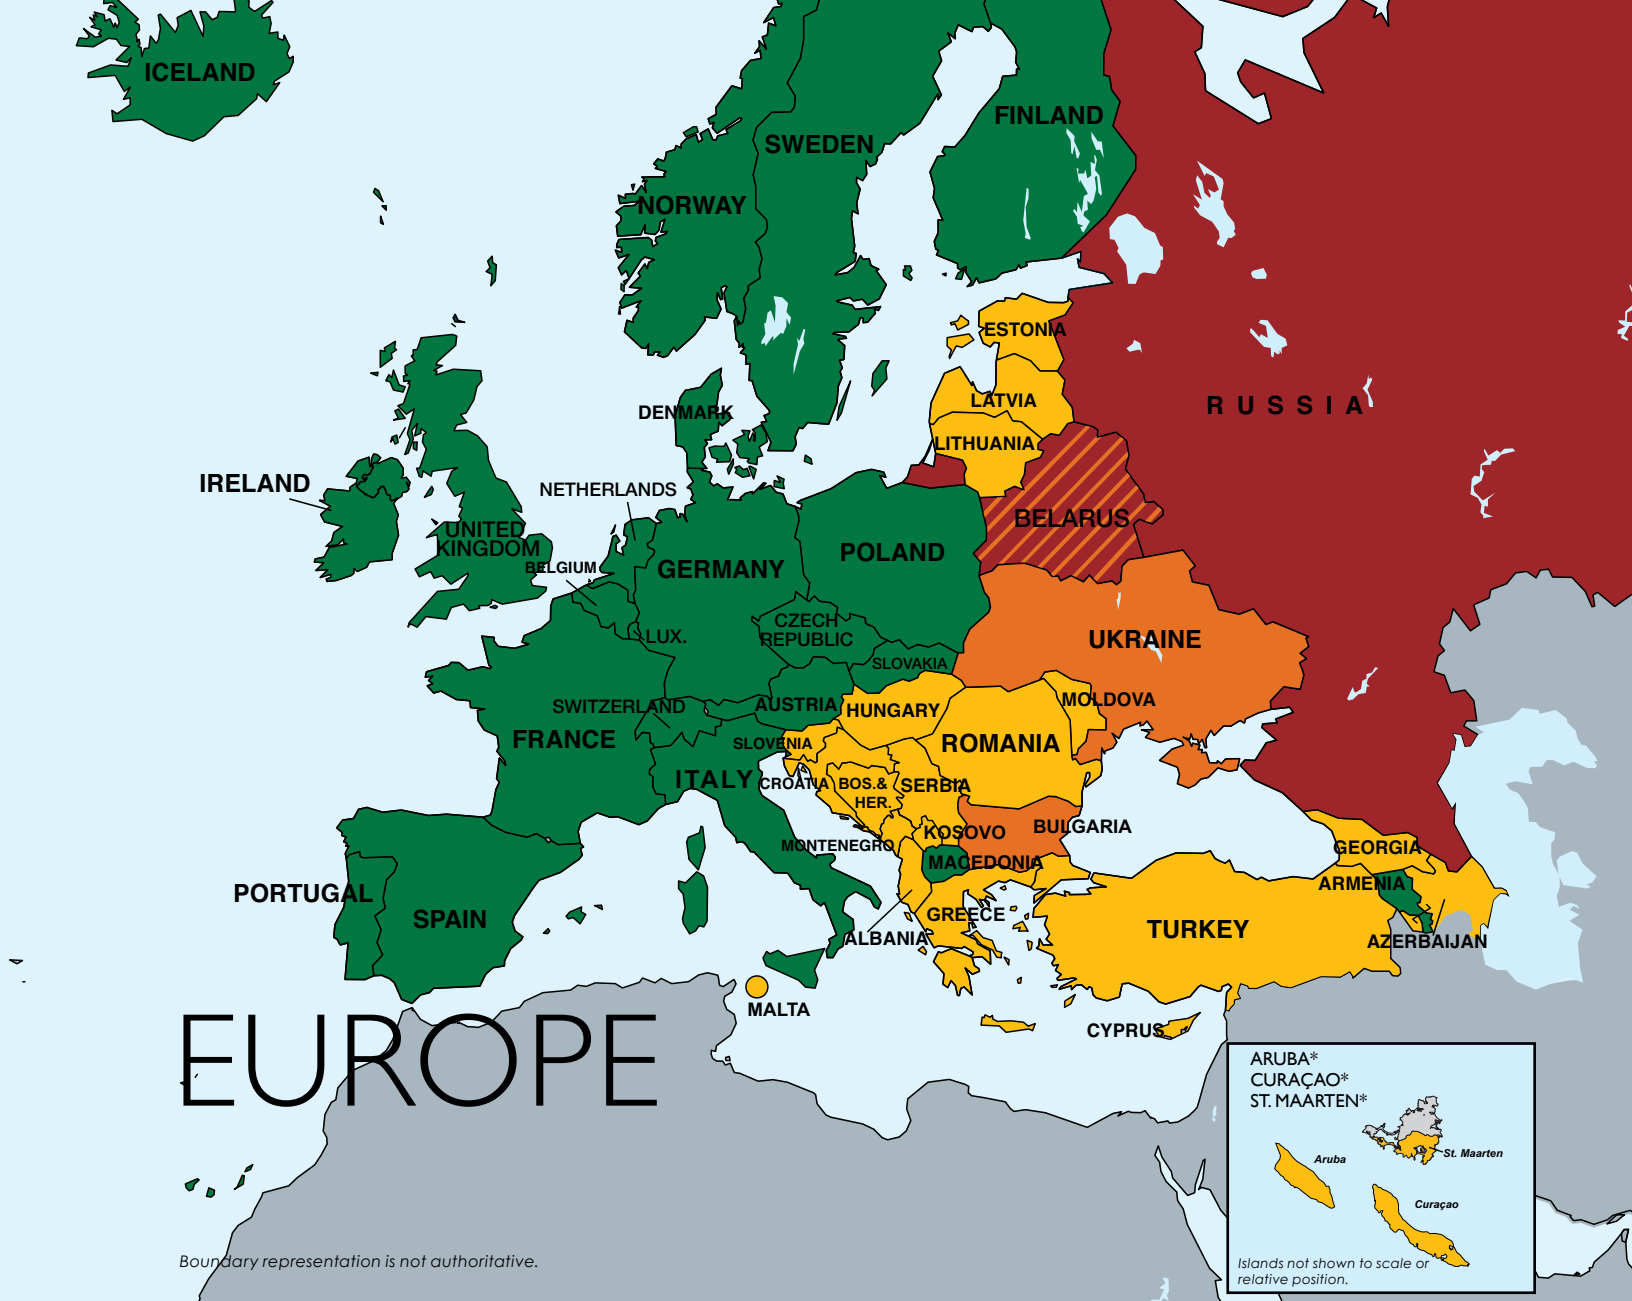 ICELAND
FINLAND
SWEDEN
NORWAY
ESTONIA
LATVIA
R U S S I A
DENMARK
LITHUANIA
IRELAND
NETHERLANDS
BELARUS
UNITED
KINGDOM
BELGIUM
POLAND
GERMANY
CZECH
REPUBLIC
LUX.
UKRAINE
SLOVAKIA
SWITZERLAND
AUSTRIA
HUNGARY
MOLDOVA
FRANCE
SLOVENIA
ROMANIA
ITALY
CROATIA
BOS.&
HER.
SERBIA
KOSOVO
BULGARIA
MONTENEGRO
GEORGIA
MACEDONIA
ARMENIA
PORTUGAL
SPAIN
GREECE
TURKEY
ALBANIA
AZERBAIJAN
MALTA
CYPRUS
EUROPE
ARUBA*
CURAÇAO*
ST. MAARTEN*
St. Maarten
Aruba
Curaçao
Islands not shown to scale or
relative position.
Boundary representation is not authoritative.